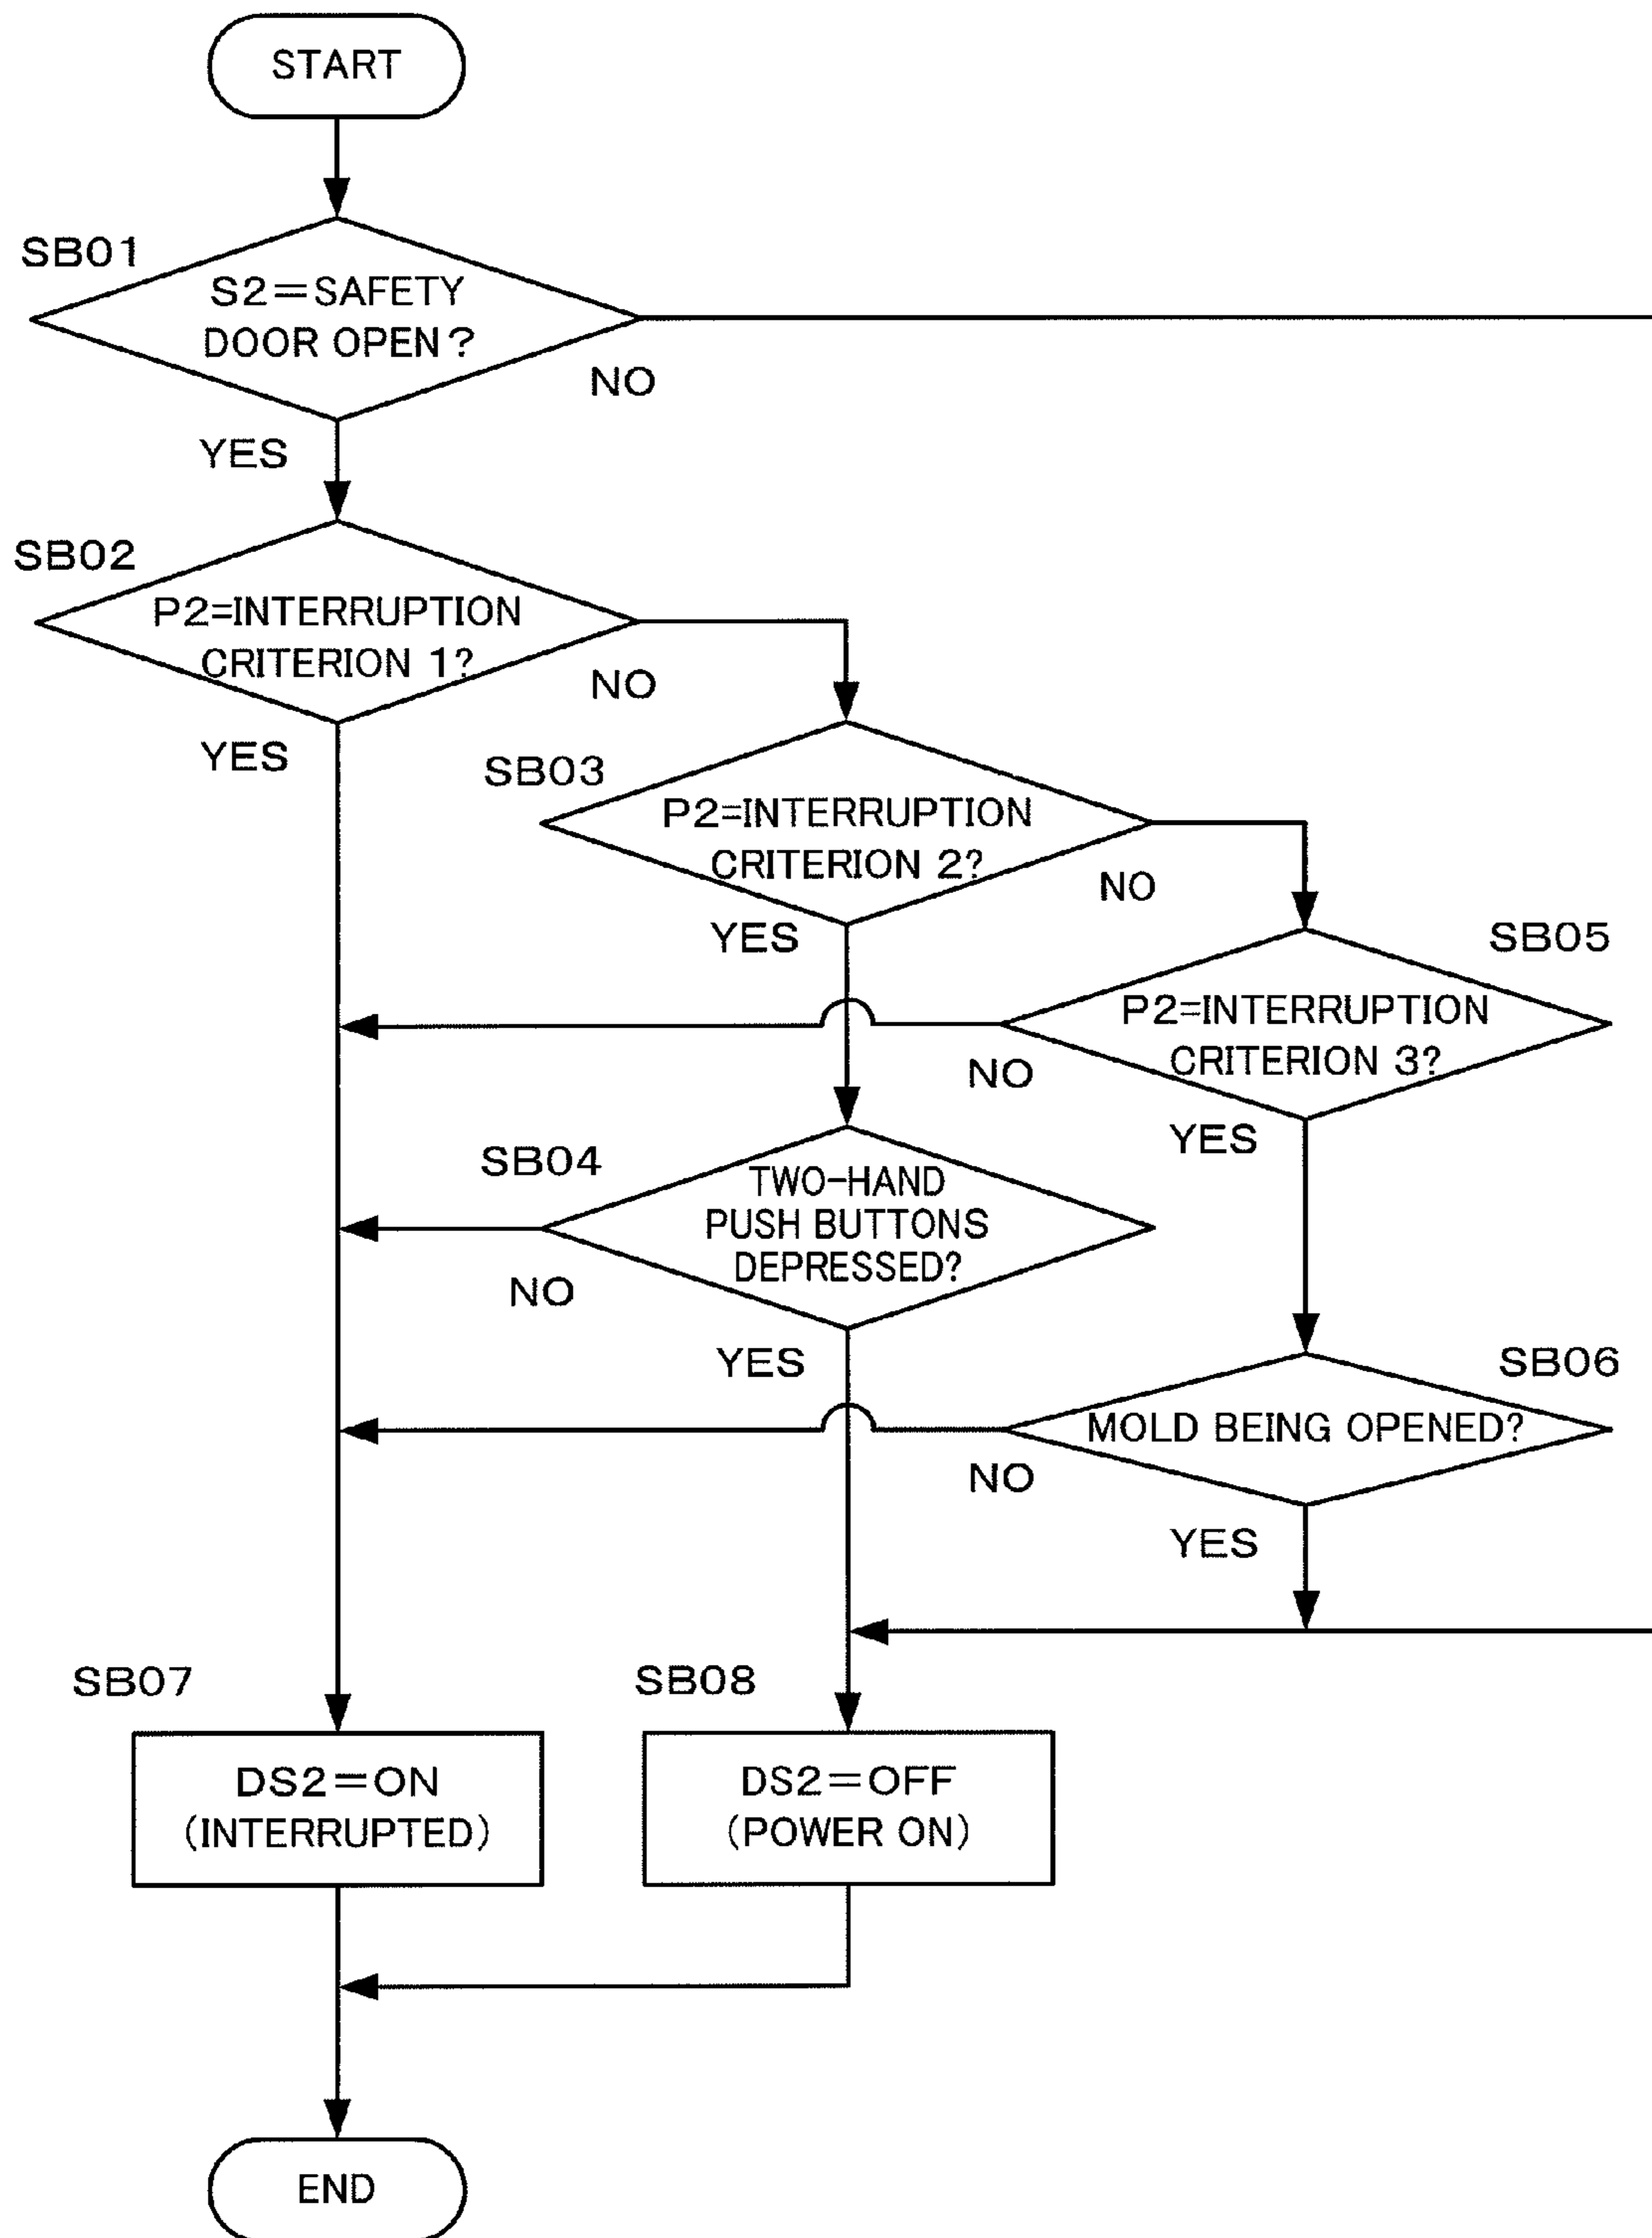 START
SB01
S2=SAFETY
DOOR OPEN?
NO
YES
SB02
P2=INTERRUPTION
CRITERION 1?
NO
YES
SB03
P2=INTERRUPTION
CRITERION 2?
NO
YES
SB05
P2=INTERRUPTION
CRITERION 3?
NO
YES
SB04
TWO-HAND
PUSH BUTTONS
DEPRESSED?
NO
YES
SB06
MOLD BEING OPENED?
NO
YES
SB07
DS2=ON
(INTERRUPTED)
SB08
DS2=OFF
(POWER ON)
END